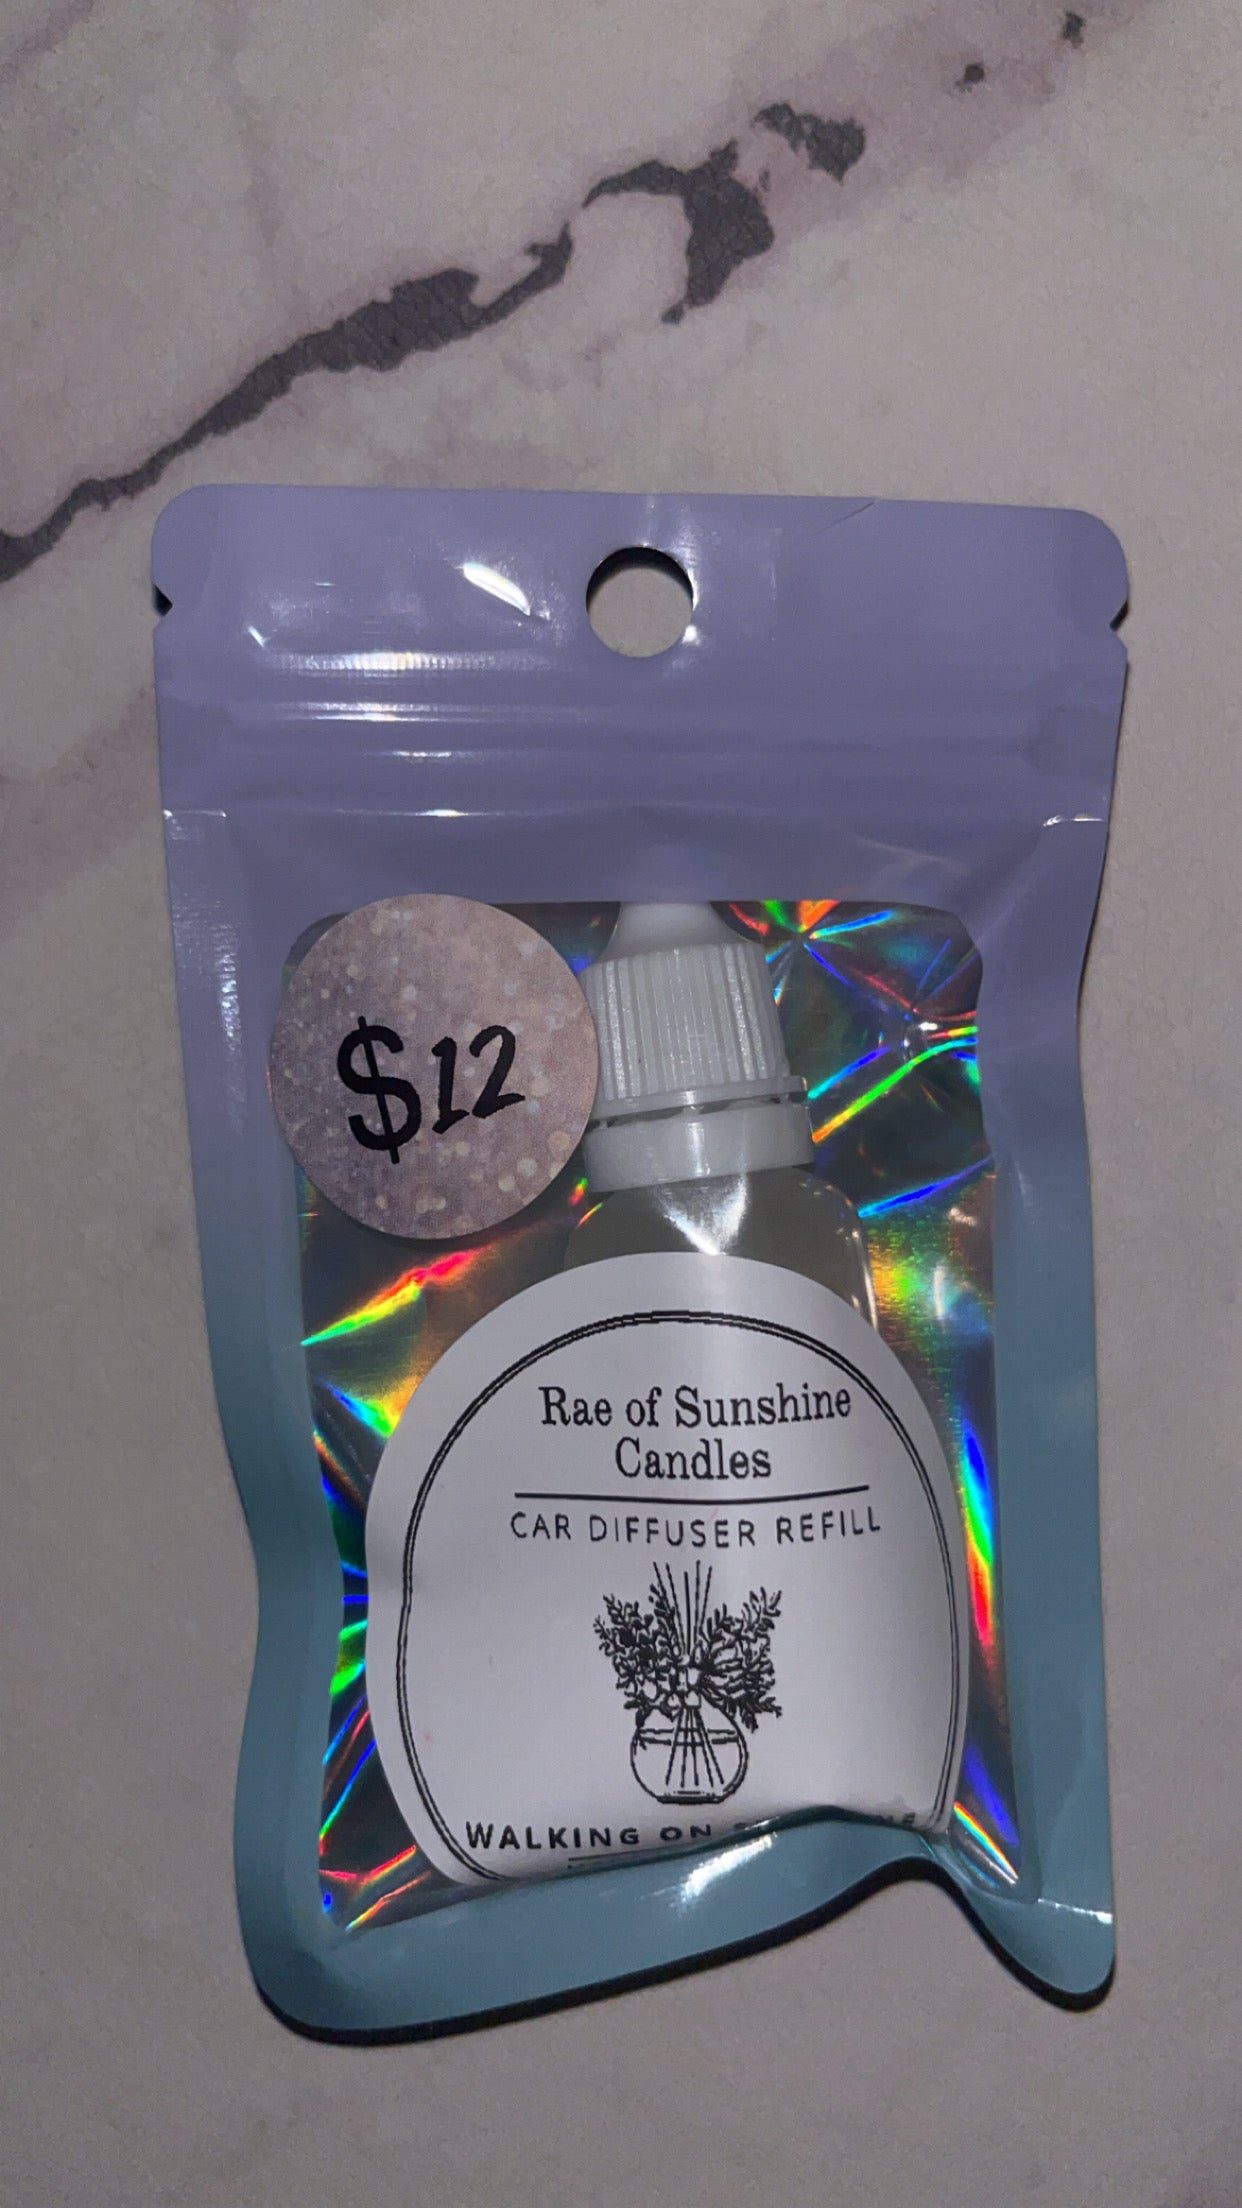 $12
Rae of Sunshine
Candles
CAR DIFFUSER REFILL
WALKING ON